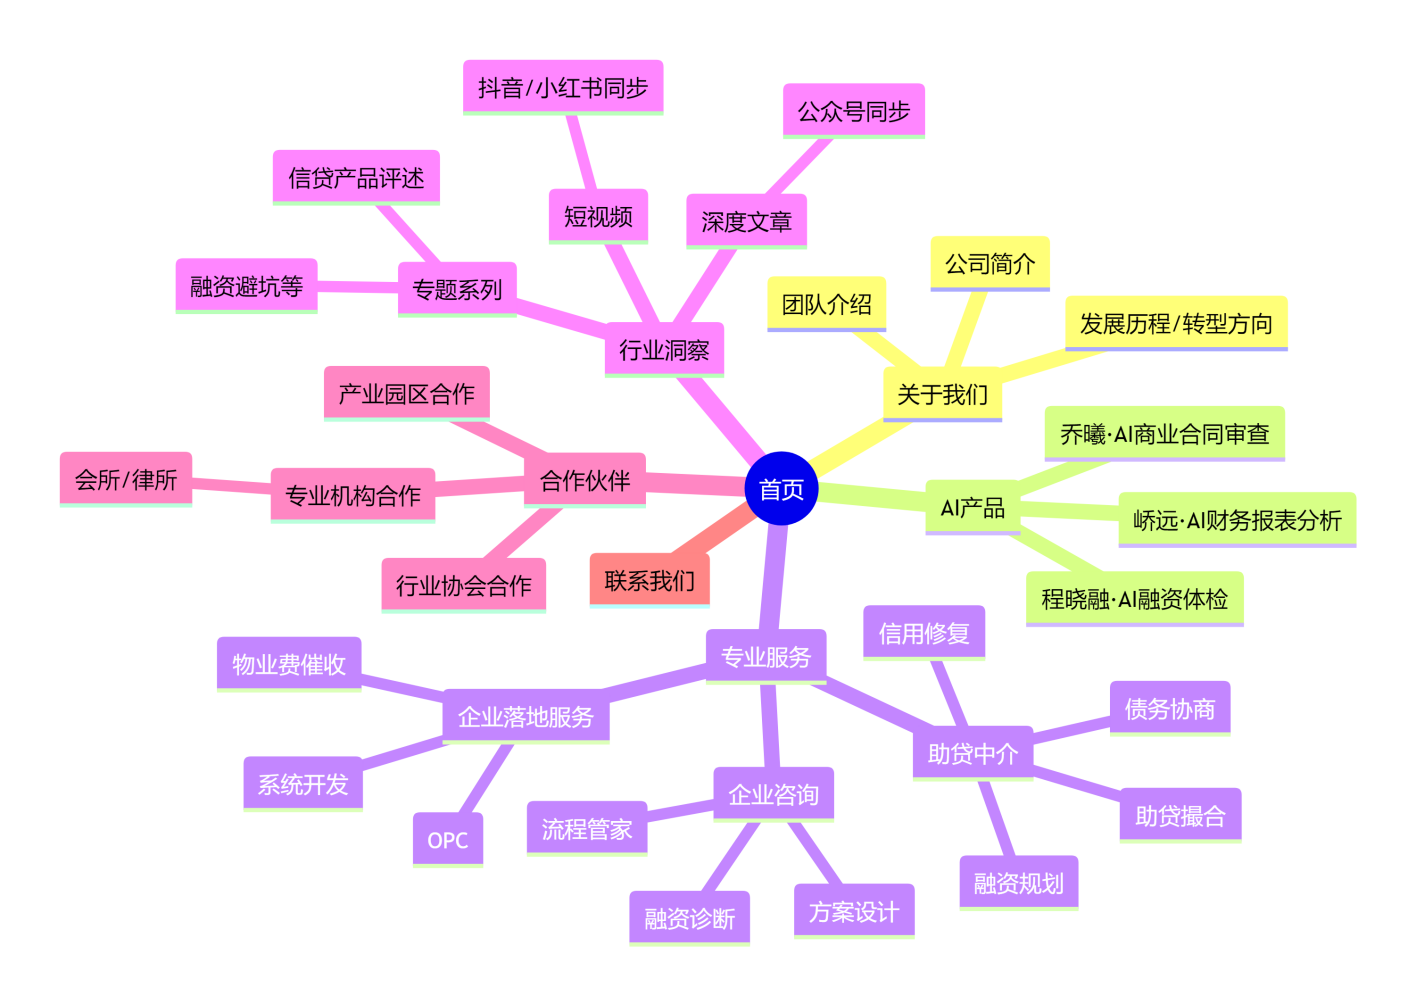 抖音/小红书同步
公众号同步
信贷产品评述
短视频
深度文章
融资避坑等
专题系列
行业洞察
公司简介
团队介绍
发展历程/转型方向
关于我们
产业园区合作
会所/律所
专业机构合作
合作伙伴
行业协会合作
首页
乔曦·AI商业合同审查
AI产品
峤远·AI财务报表分析
程晓融·AI融资体检
联系我们
专业服务
物业费催收
企业落地服务
系统开发
OPC
企业咨询
流程管家
融资诊断
方案设计
信用修复
债务协商
助贷中介
助贷撮合
融资规划